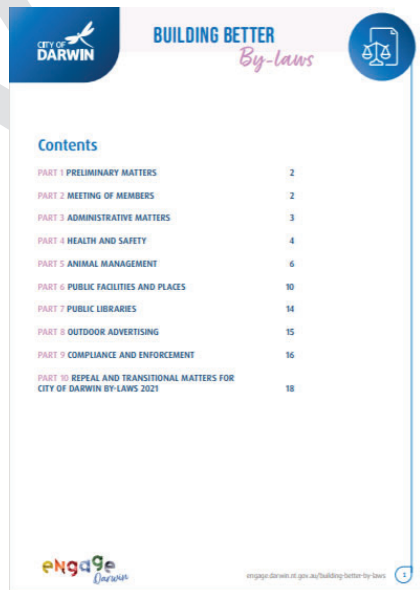 CITY OF
DARWIN
BUILDING BETTER
By-laws
Contents
PART 1 PRELIMINARY MATTERS 2
PART 2 MEETING OF MEMBERS 2
PART 3 ADMINISTRATIVE MATTERS 3
PART 4 HEALTH AND SAFETY 4
PART 5 ANIMAL MANAGEMENT 6
PART 6 PUBLIC FACILITIES AND PLACES 10
PART 7 PUBLIC LIBRARIES 14
PART 8 OUTDOOR ADVERTISING 15
PART 9 COMPLIANCE AND ENFORCEMENT 16
PART 10 REPEAL AND TRANSITIONAL MATTERS FOR
CITY OF DARWIN BY-LAWS 2021 18
engage
Darwin
engage.darwin.nt.gov.au/building-better-by-laws 1